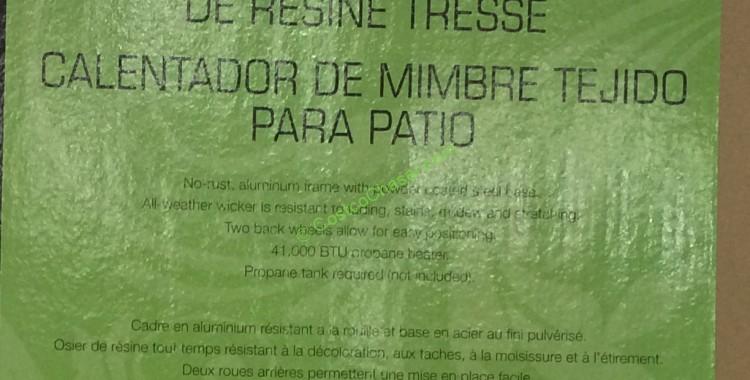 DE RÉSINE TRESSÉ
CALENTADOR DE MIMBRE TEJIDO
PARA PATIO
No-rust, aluminum frame with powder coated steel base.
All-weather wicker is resistant to fading, stains, mildew and stretching.
Two back wheels allow for easy positioning.
41,000 BTU propane heater.
Propane tank required (not included).
Cadre en aluminium résistant à la rouille et base en acier au fini pulvérisé.
Osier de résine tout temps résistant à la décoloration, aux taches, à la moisissure et à l'étirement.
Deux roues arrières permettent une mise en place facile.